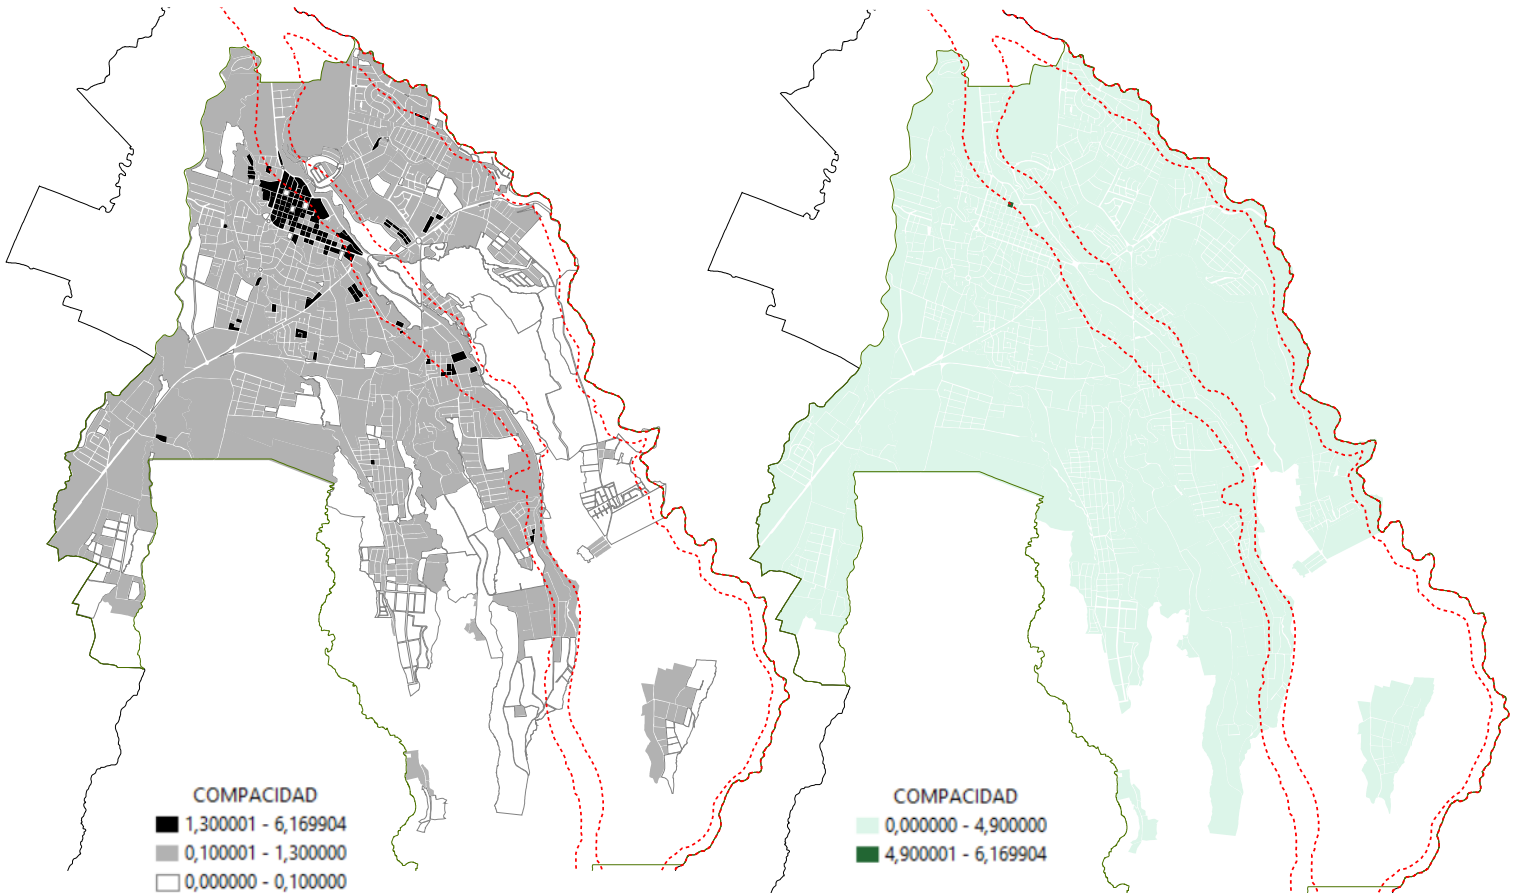 COMPACIDAD
1,300001 - 6,169904
0,100001 - 1,300000
0,000000 - 0,100000
COMPACIDAD
0,000000 - 4,900000
4,900001 - 6,169904